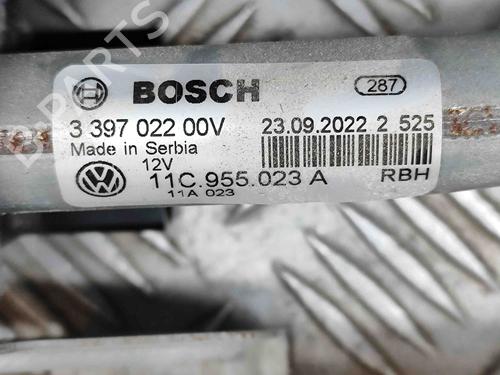 BOSCH
287
3 397 022 00V
23.09.2022 2 525
Made in Serbia
12V
11C.955.023 A
RBH
11A 023
PARTS